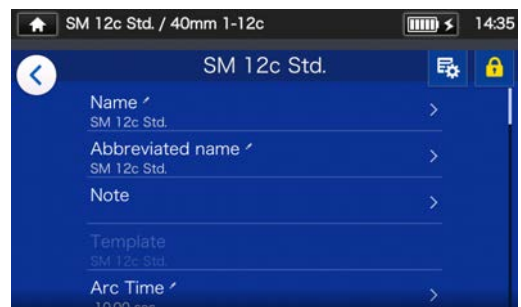 SM 12c Std. / 40mm 1-12c
14:35
SM 12c Std.
Name
SM 12c Std.
Abbreviated name
SM 12c Std.
Note
Template
SM 12c Std.
Arc Time